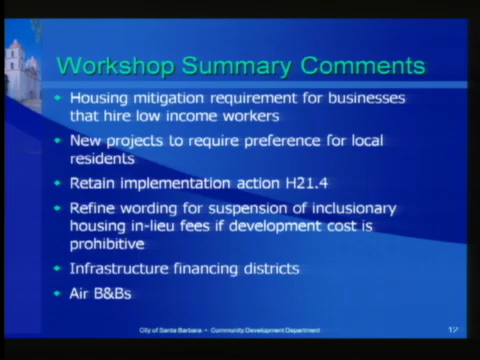 Workshop Summary Comments
Housing mitigation requirement for businesses
that hire low income workers
New projects to require preference for local
residents
Retain implementation action H21.4
Refine wording for suspension of inclusionary
housing in-lieu fees if development cost is
prohibitive
Infrastructure financing districts
Air B&Bs
City of Santa Barbara • Community Development Department
12